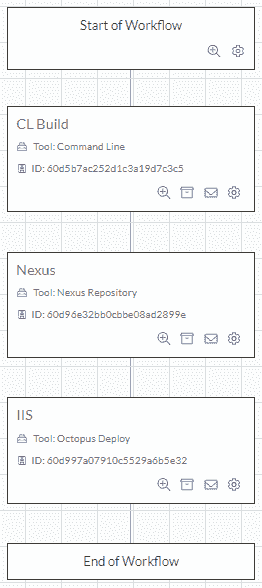 Start of Workflow
CL Build
Tool: Command Line
ID: 60d5b7ac252d1c3a19d7c3c5
Nexus
Tool: Nexus Repository
ID: 60d96e32bb0cbbe08ad2899e
IIS
Tool: Octopus Deploy
ID: 60d997a07910c5529a6b5e32
End of Workflow